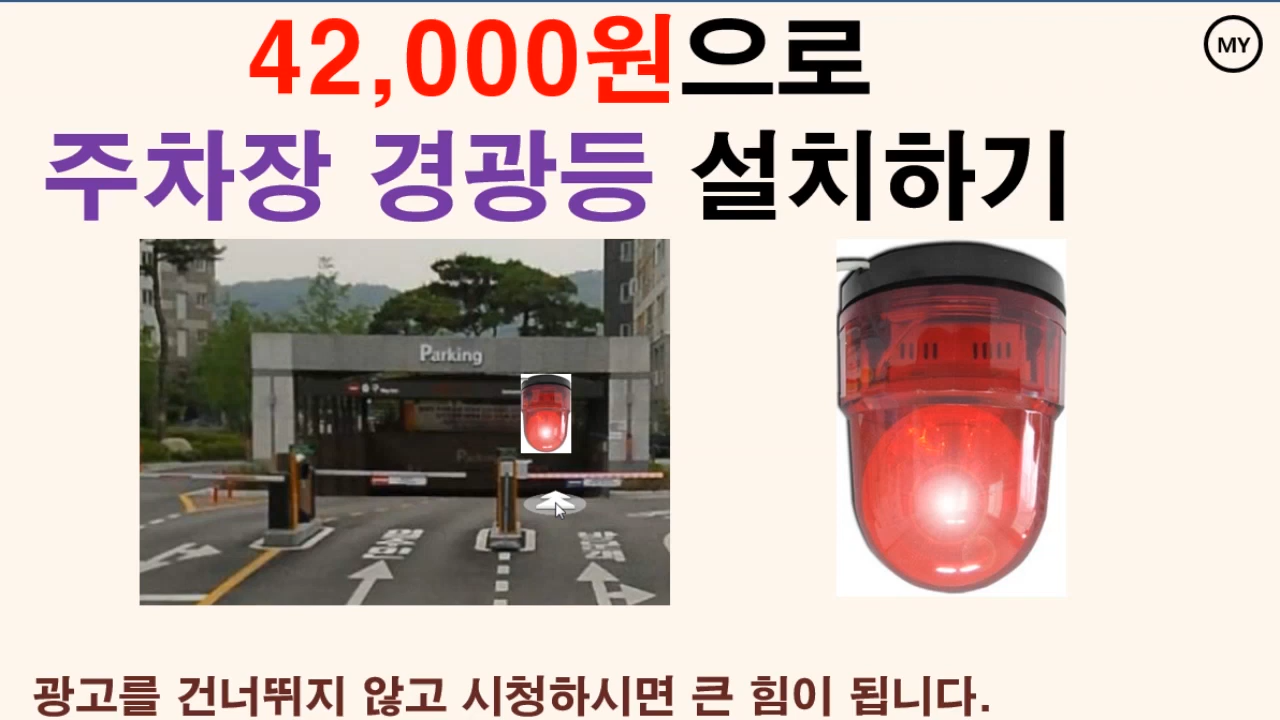 42,000원으로
MY
주차장 경광등 설치하기
Parking
광고를 건너뛰지 않고 시청하시면 큰 힘이 됩니다.